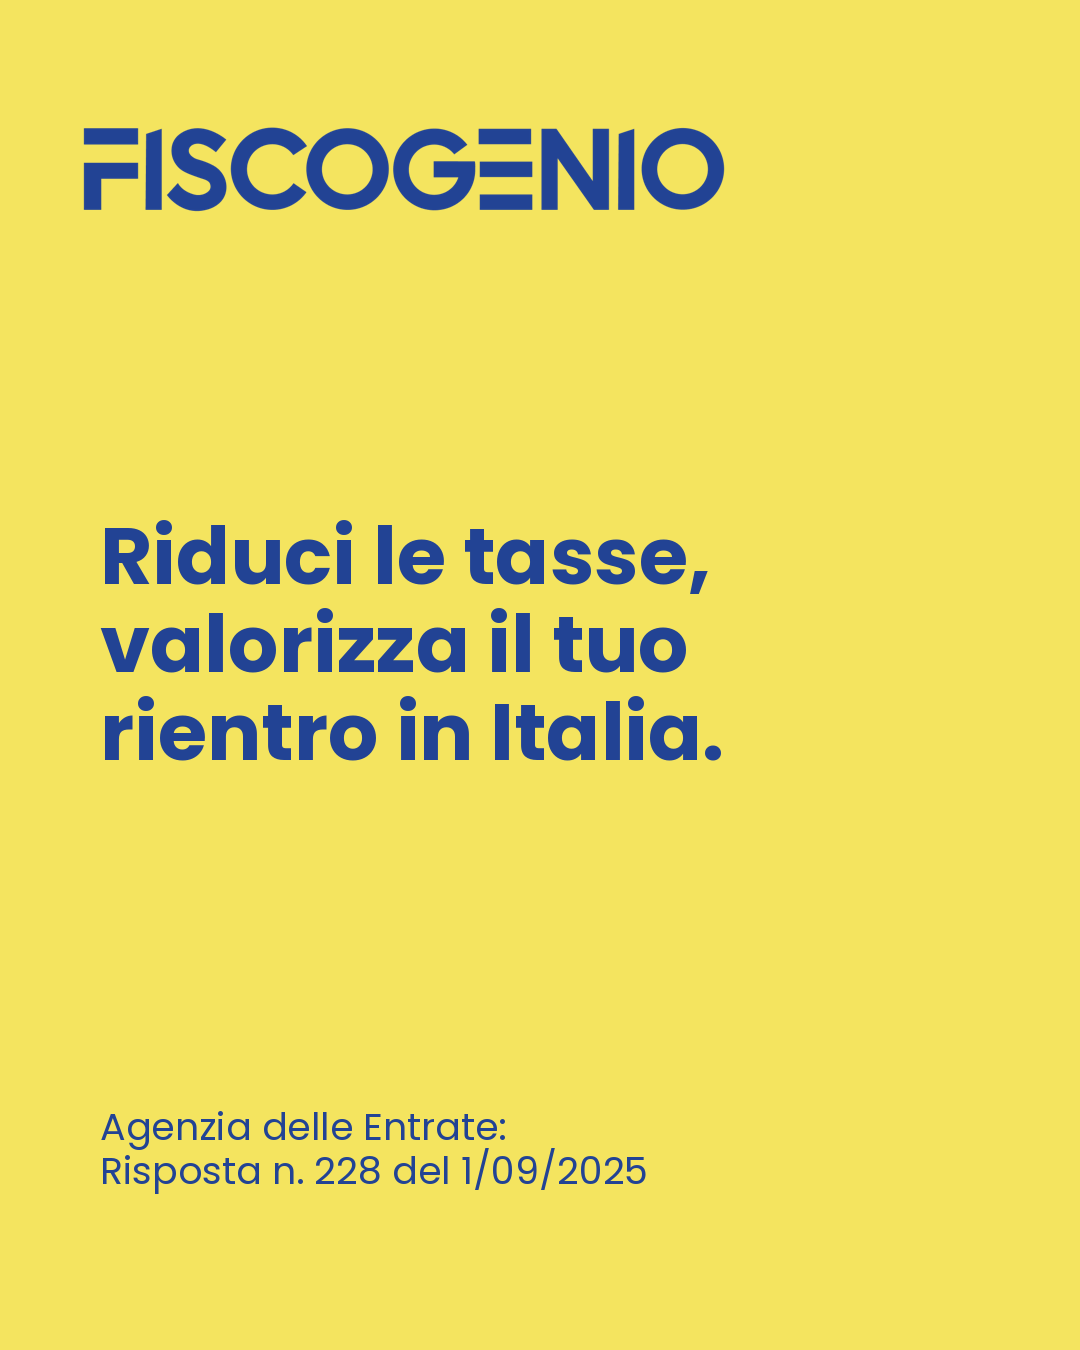 FISCOGENIO
Riduci le tasse,
valorizza il tuo
rientro in Italia.
Agenzia delle Entrate:
Risposta n. 228 del 1/09/2025